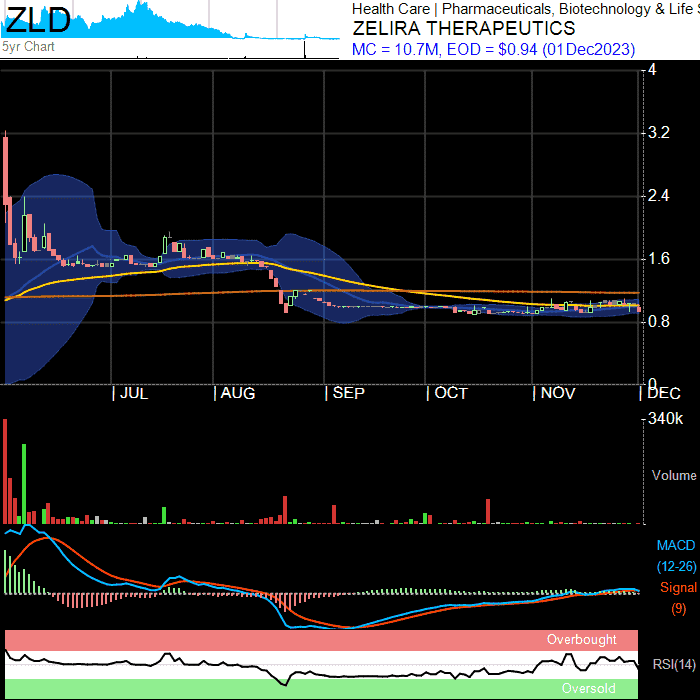 ZLD
5yr Chart
Health Care | Pharmaceuticals, Biotechnology & Life S
ZELIRA THERAPEUTICS
MC = 10.7M, EOD = $0.94 (01Dec2023)
4
3.2
2.4
1.6
0.8
0
JUL
AUG
SEP
OCT
NOV
DEC
340k
Volume
MACD
(12-26)
Signal
(9)
Overbought
RSI(14)
Oversold